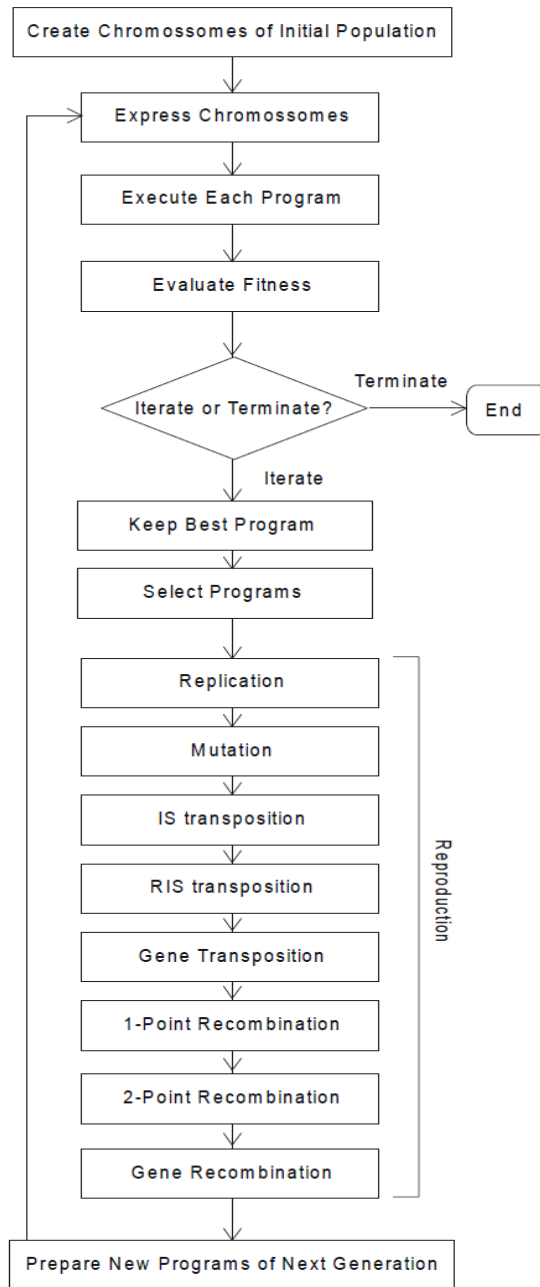 Create Chromossomes of Initial Population
Express Chromossomes
Execute Each Program
Evaluate Fitness
Iterate or Terminate?
Terminate
End
Iterate
Keep Best Program
Select Programs
Replication
Mutation
IS transposition
RIS transposition
Gene Transposition
1-Point Recombination
2-Point Recombination
Gene Recombination
Reproduction
Prepare New Programs of Next Generation